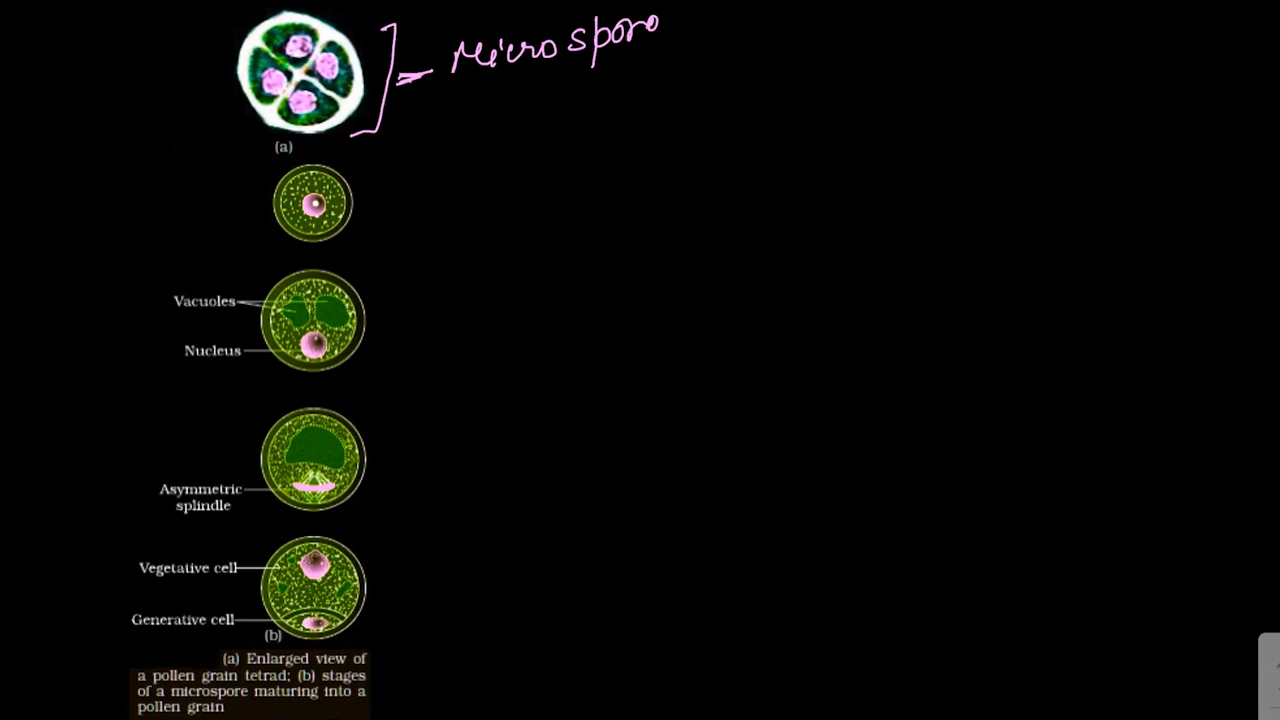 Microspore
(a)
Vacuoles
Nucleus
Asymmetric
splindle
Vegetative cell
Generative cell
(b)
(a) Enlarged view of
a pollen grain tetrad; (b) stages
of a microspore maturing into a
pollen grain